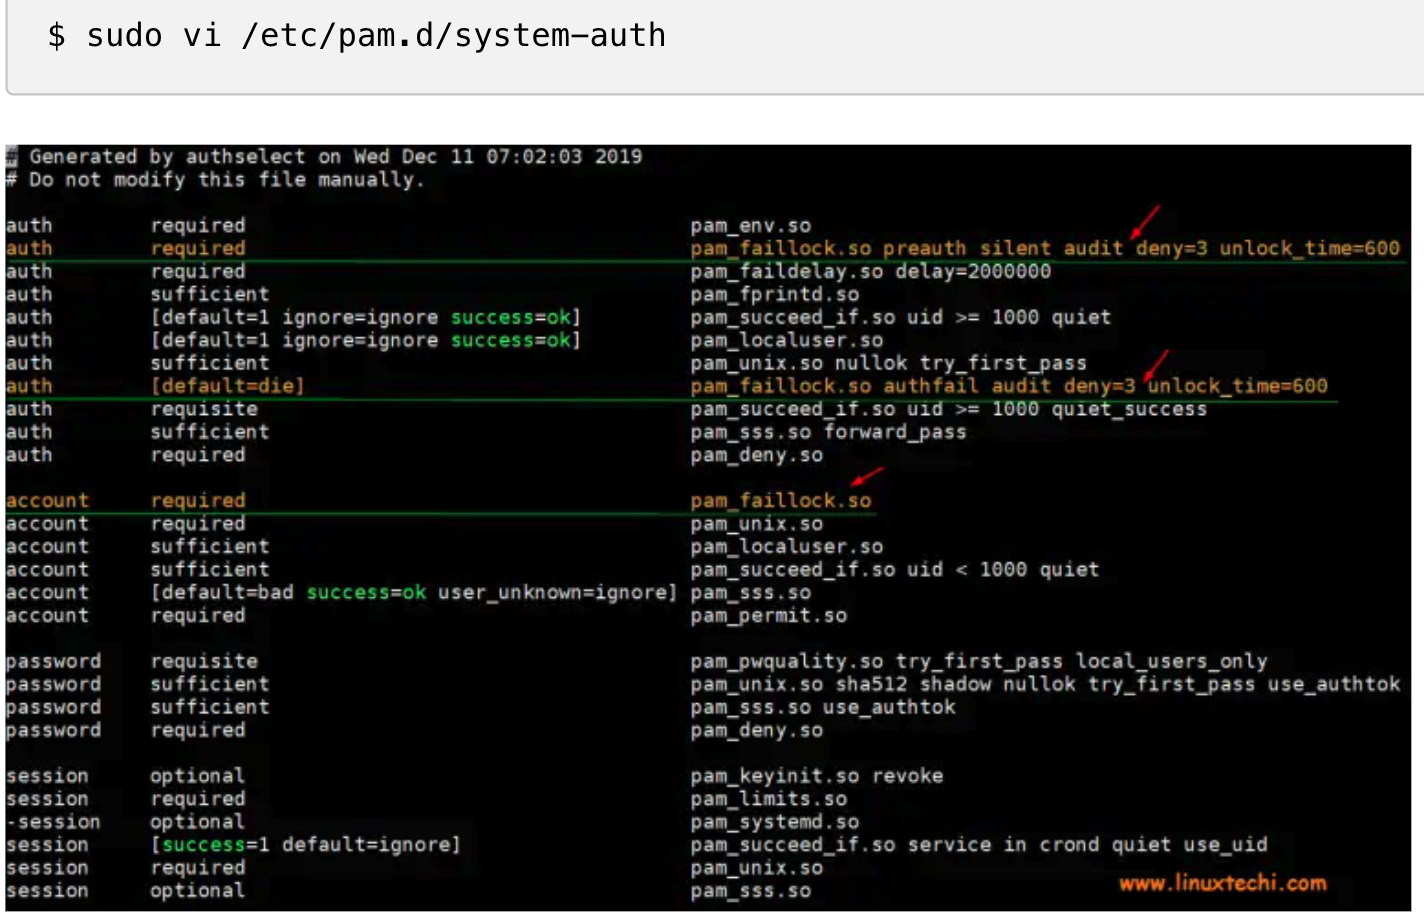 $ sudo vi /etc/pam.d/system-auth
# Generated by authselect on Wed Dec 11 07:02:03 2019
# Do not modify this file manually.
auth required pam_env.so
auth required pam_faillock.so preauth silent audit deny=3 unlock_time=600
auth required pam_faildelay.so delay=2000000
auth sufficient pam_fprintd.so
auth [default=1 ignore=ignore success=ok] pam_succeed_if.so uid >= 1000 quiet
auth [default=1 ignore=ignore success=ok] pam_localuser.so
auth sufficient pam_unix.so nullok try_first_pass
auth [default=die] pam_faillock.so authfail audit deny=3 unlock_time=600
auth requisite pam_succeed_if.so uid >= 1000 quiet_success
auth sufficient pam_sss.so forward_pass
auth required pam_deny.so
account required pam_faillock.so
account required pam_unix.so
account sufficient pam_localuser.so
account sufficient pam_succeed_if.so uid < 1000 quiet
account [default=bad success=ok user_unknown=ignore] pam_sss.so
account required pam_permit.so
password requisite pam_pwquality.so try_first_pass local_users_only
password sufficient pam_unix.so sha512 shadow nullok try_first_pass use_authtok
password sufficient pam_sss.so use_authtok
password required pam_deny.so
session optional pam_keyinit.so revoke
session required pam_limits.so
-session optional pam_systemd.so
session [success=1 default=ignore] pam_succeed_if.so service in crond quiet use_uid
session required pam_unix.so
session optional pam_sss.so
www.linuxtechi.com